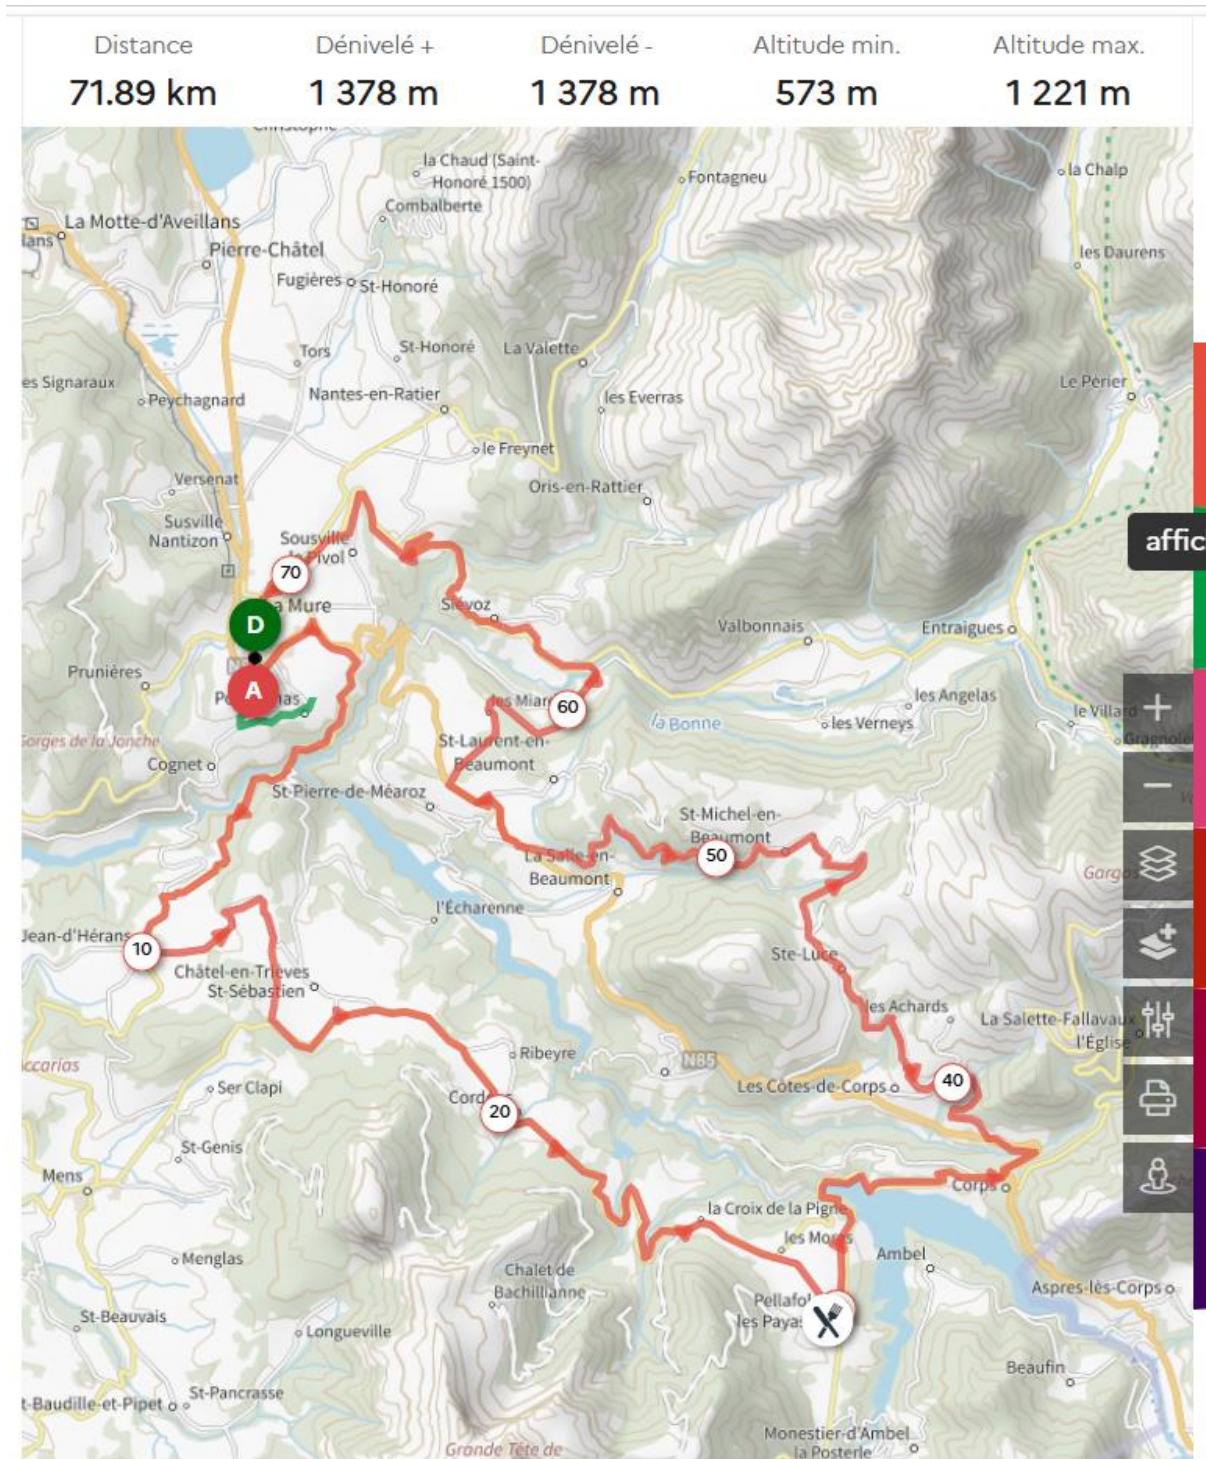 Distance
Dénivelé +
Dénivelé -
Altitude min.
Altitude max.
71.89 km
1 378 m
1 378 m
573 m
1 221 m
la Chaud (Saint-
Honoré 1500)
Fontagneu
la Chalp
Combalberte
La Motte-d'Aveillans
Pierre-Châtel
les Daurens
Fugières
St-Honoré
Tors
St-Honoré
La Valette
Le Périer
Nantes-en-Ratier
les Everras
Peychagnard
le Freynet
Versenat
Oris-en-Rattier
Susville
Nantizon
Sousville
affic
70
Siévoz
D
Valbonnais
Entraigues
Prunières
A
les Angelas
60
la Bonne
les Verneys
Gorges de la Jonche
St-Laurent-en-
Beaumont
Cognet
St-Pierre-de-Méaroz
St-Michel-en-
Beaumont
50
La Salle-en-
Beaumont
l'Écharenne
Jean-d'Hérans
10
Ste-Luce
Châtel-en-Trieves
St-Sébastien
les Achards
La Salette-Fallavaux
l'Église
Ribeyre
N85
Ser Clapi
Les Côtes-de-Corps
40
20
St-Genis
Mens
Corps
la Croix de la Pigne
Menglas
Ambel
Chalet de
Bachillianne
Aspres-lès-Corps
St-Beauvais
Longueville
Beaufin
St-Pancrasse
t-Baudille-et-Pipet
Monestier-d'Ambel
la Posterle
Grande Tête de